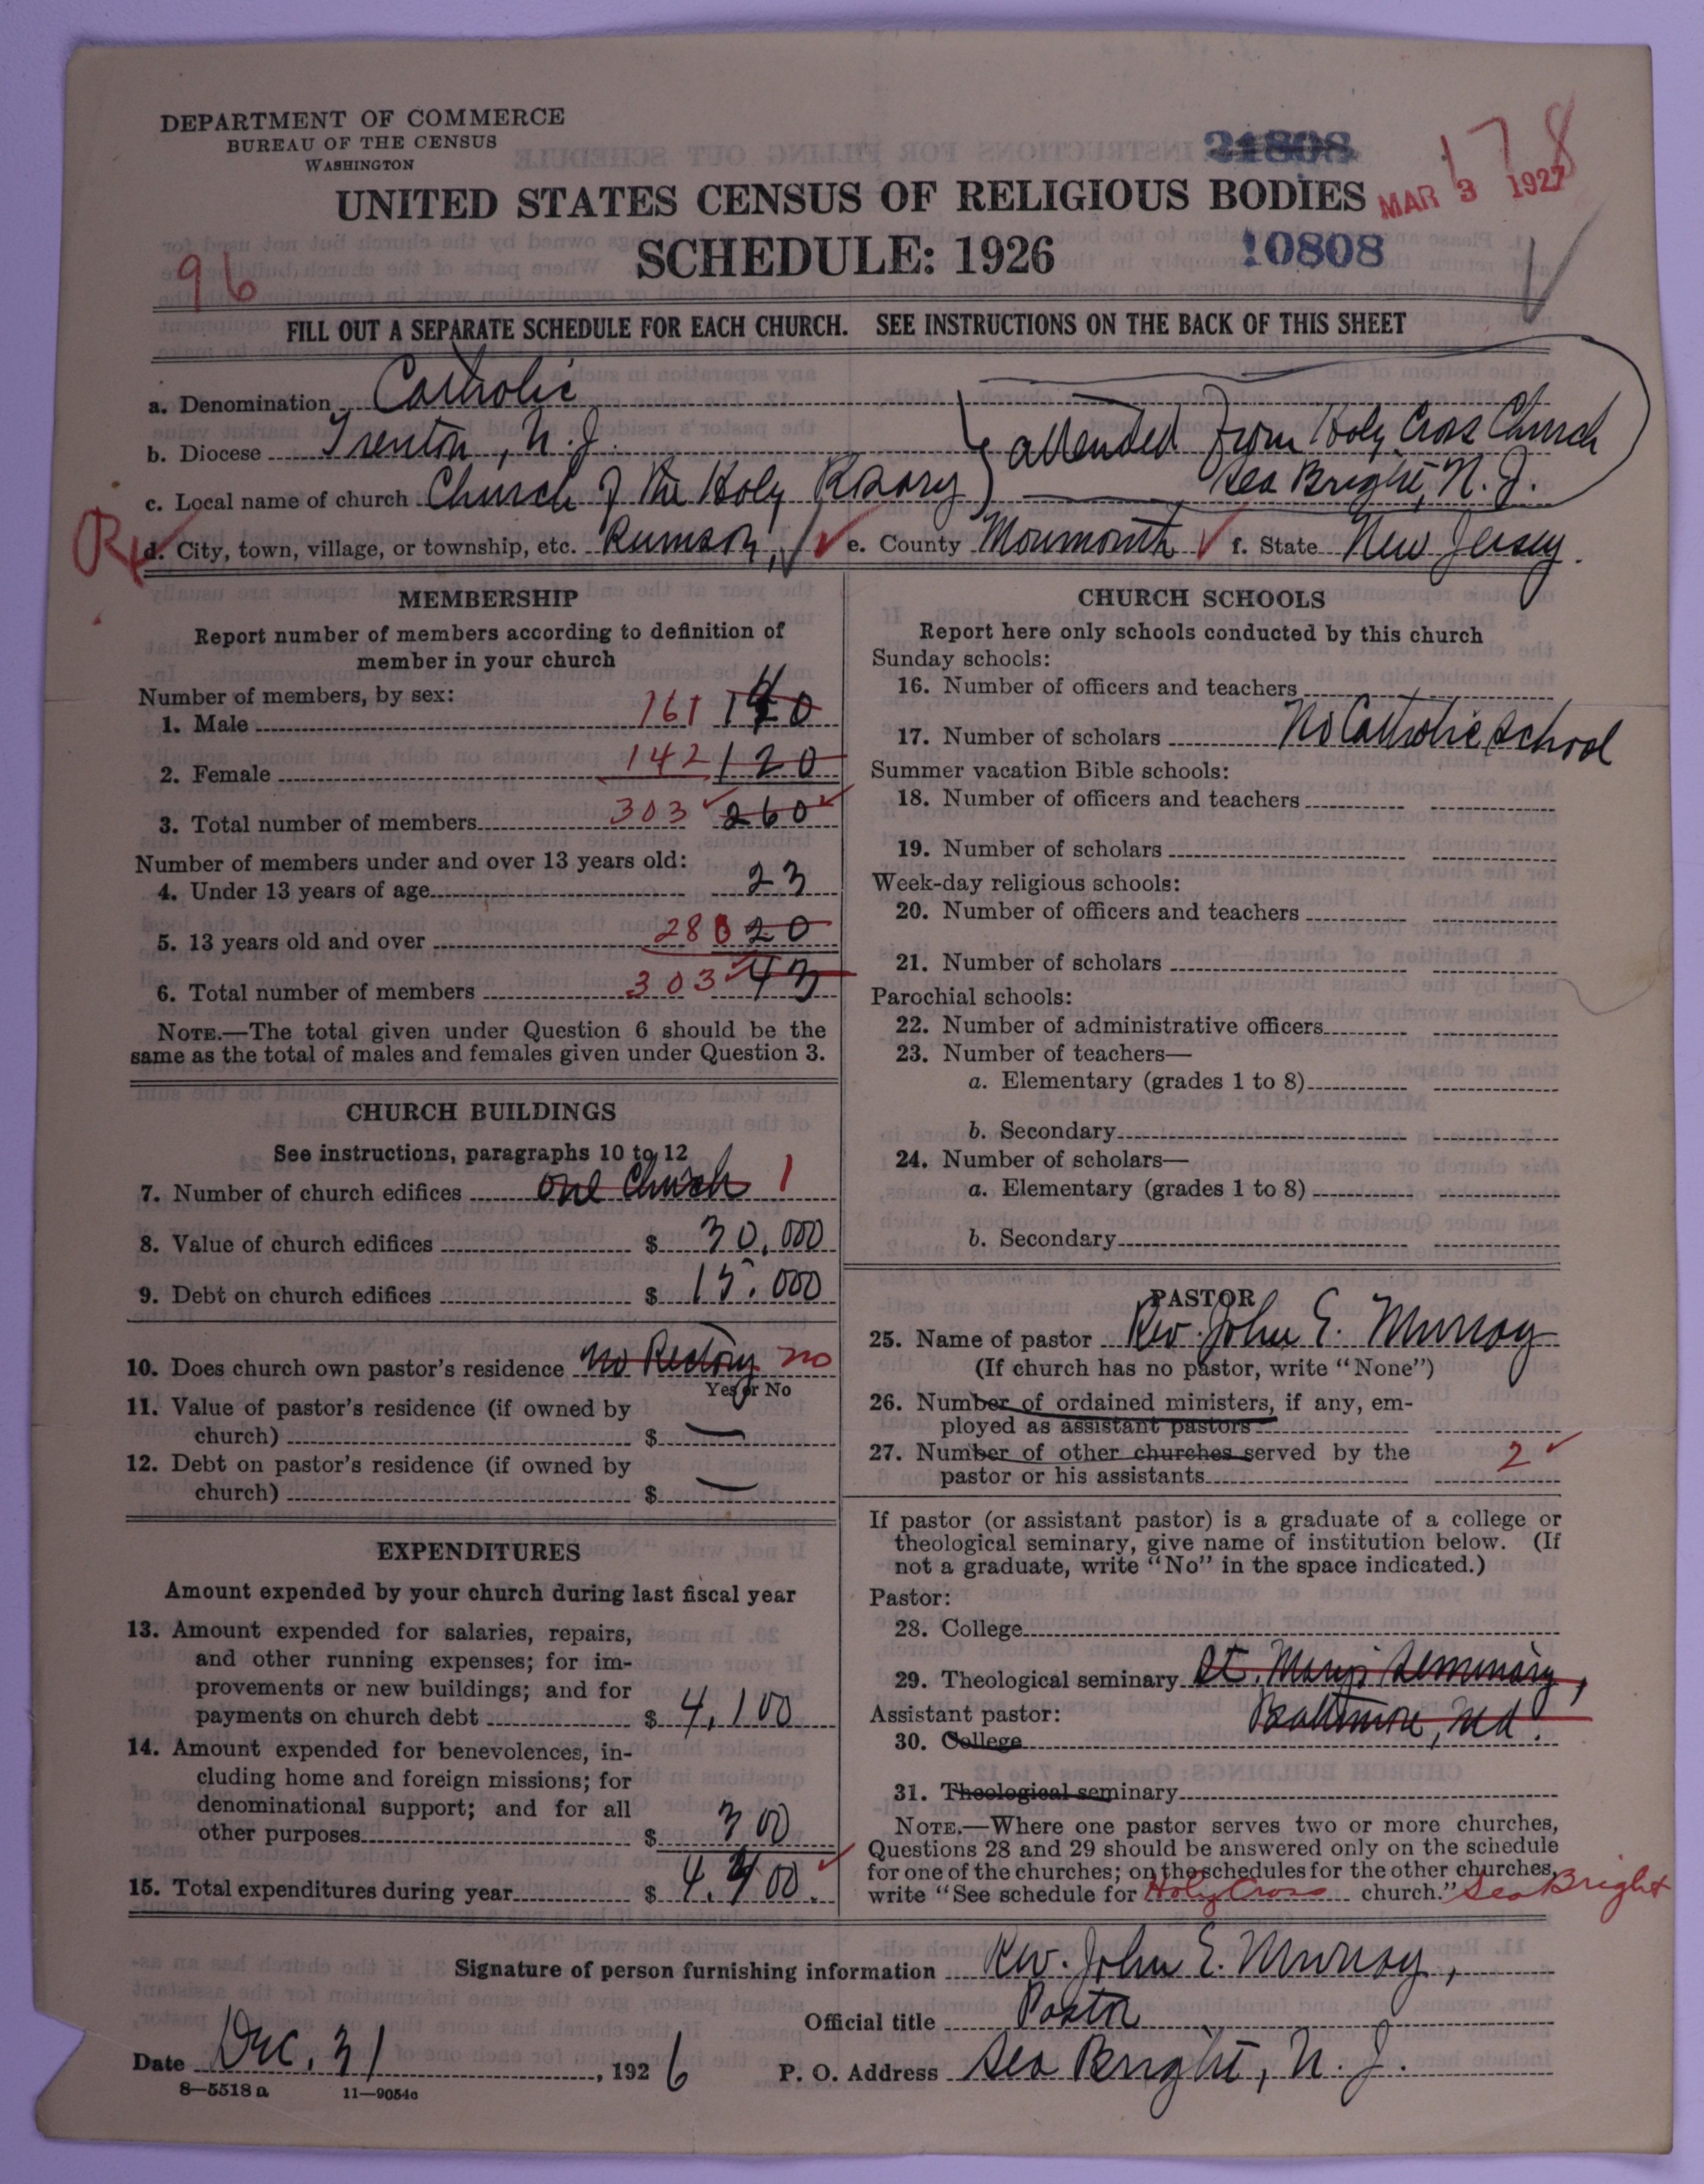 DEPARTMENT OF COMMERCE
BUREAU OF THE CENSUS
WASHINGTON
21808
178
UNITED STATES CENSUS OF RELIGIOUS BODIES
MAR 3 1927
SCHEDULE: 1926
10808
96
FILL OUT A SEPARATE SCHEDULE FOR EACH CHURCH. SEE INSTRUCTIONS ON THE BACK OF THIS SHEET
a. Denomination Catholic
b. Diocese Trenton, N.J. } attended from Holy Cross Church
c. Local name of church Church of the Holy Rosary Sea Bright, N.J.
d. City, town, village, or township, etc. Rumson, e. County Monmouth f. State New Jersey.
MEMBERSHIP
Report number of members according to definition of
member in your church
Number of members, by sex:
1. Male 161 140
2. Female 142 120
3. Total number of members 303 260
Number of members under and over 13 years old:
4. Under 13 years of age 23
5. 13 years old and over 280 20
6. Total number of members 303 43
NOTE.—The total given under Question 6 should be the
same as the total of males and females given under Question 3.
CHURCH BUILDINGS
See instructions, paragraphs 10 to 12
7. Number of church edifices one Church 1
8. Value of church edifices $ 30,000
9. Debt on church edifices $ 15.000
10. Does church own pastor's residence no Rectory no
Yes or No
11. Value of pastor's residence (if owned by
church) $ —
12. Debt on pastor's residence (if owned by
church) $ —
EXPENDITURES
Amount expended by your church during last fiscal year
13. Amount expended for salaries, repairs,
and other running expenses; for im-
provements or new buildings; and for
payments on church debt $ 4,100
14. Amount expended for benevolences, in-
cluding home and foreign missions; for
denominational support; and for all
other purposes $ 300
15. Total expenditures during year $ 4.400.
CHURCH SCHOOLS
Report here only schools conducted by this church
Sunday schools:
16. Number of officers and teachers
17. Number of scholars No Catholic School
Summer vacation Bible schools:
18. Number of officers and teachers
19. Number of scholars
Week-day religious schools:
20. Number of officers and teachers
21. Number of scholars
Parochial schools:
22. Number of administrative officers
23. Number of teachers—
a. Elementary (grades 1 to 8)
b. Secondary
24. Number of scholars—
a. Elementary (grades 1 to 8)
b. Secondary
PASTOR
25. Name of pastor Rev. John E. Murray
(If church has no pastor, write "None")
26. Number of ordained ministers, if any, em-
ployed as assistant pastors
27. Number of other churches served by the
pastor or his assistants 2
If pastor (or assistant pastor) is a graduate of a college or
theological seminary, give name of institution below. (If
not a graduate, write "No" in the space indicated.)
Pastor:
28. College
29. Theological seminary St. Mary's Seminary,
Assistant pastor: Baltimore, Md.
30. College
31. Theological seminary
NOTE.—Where one pastor serves two or more churches,
Questions 28 and 29 should be answered only on the schedule
for one of the churches; on the schedules for the other churches,
write "See schedule for Holy Cross church." Sea Bright
Signature of person furnishing information Rev. John E. Murray,
Official title Pastor
Date Dec. 31, 1926 P. O. Address Sea Bright, N. J.
8—5518a 11—9054c